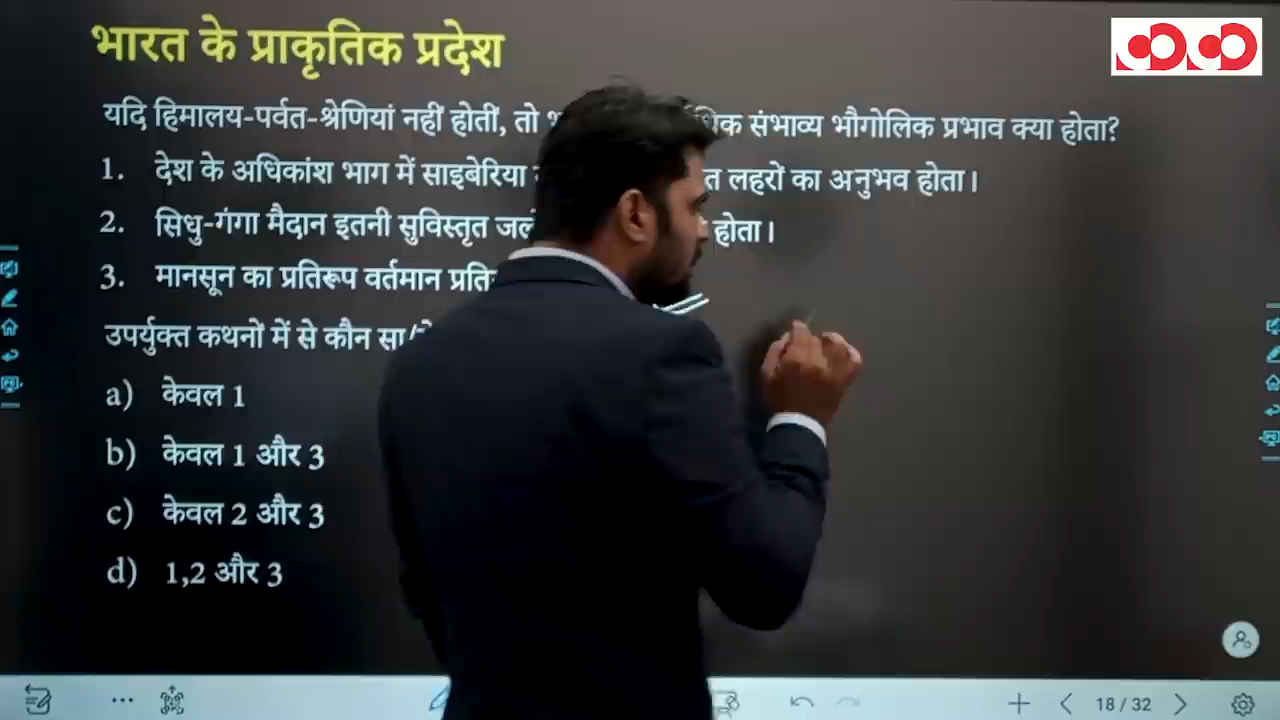 भारत के प्राकृतिक प्रदेश
यदि हिमालय-पर्वत-श्रेणियां नहीं होतीं, तो संभाव्य भौगोलिक प्रभाव क्या होता?
1. देश के अधिकांश भाग में साइबेरिया लहरों का अनुभव होता।
2. सिधु-गंगा मैदान इतनी सुविस्तृत होता।
3. मानसून का प्रतिरूप वर्तमान
उपर्युक्त कथनों में से कौन
a) केवल 1
b) केवल 1 और 3
c) केवल 2 और 3
d) 1,2 और 3
18 / 32